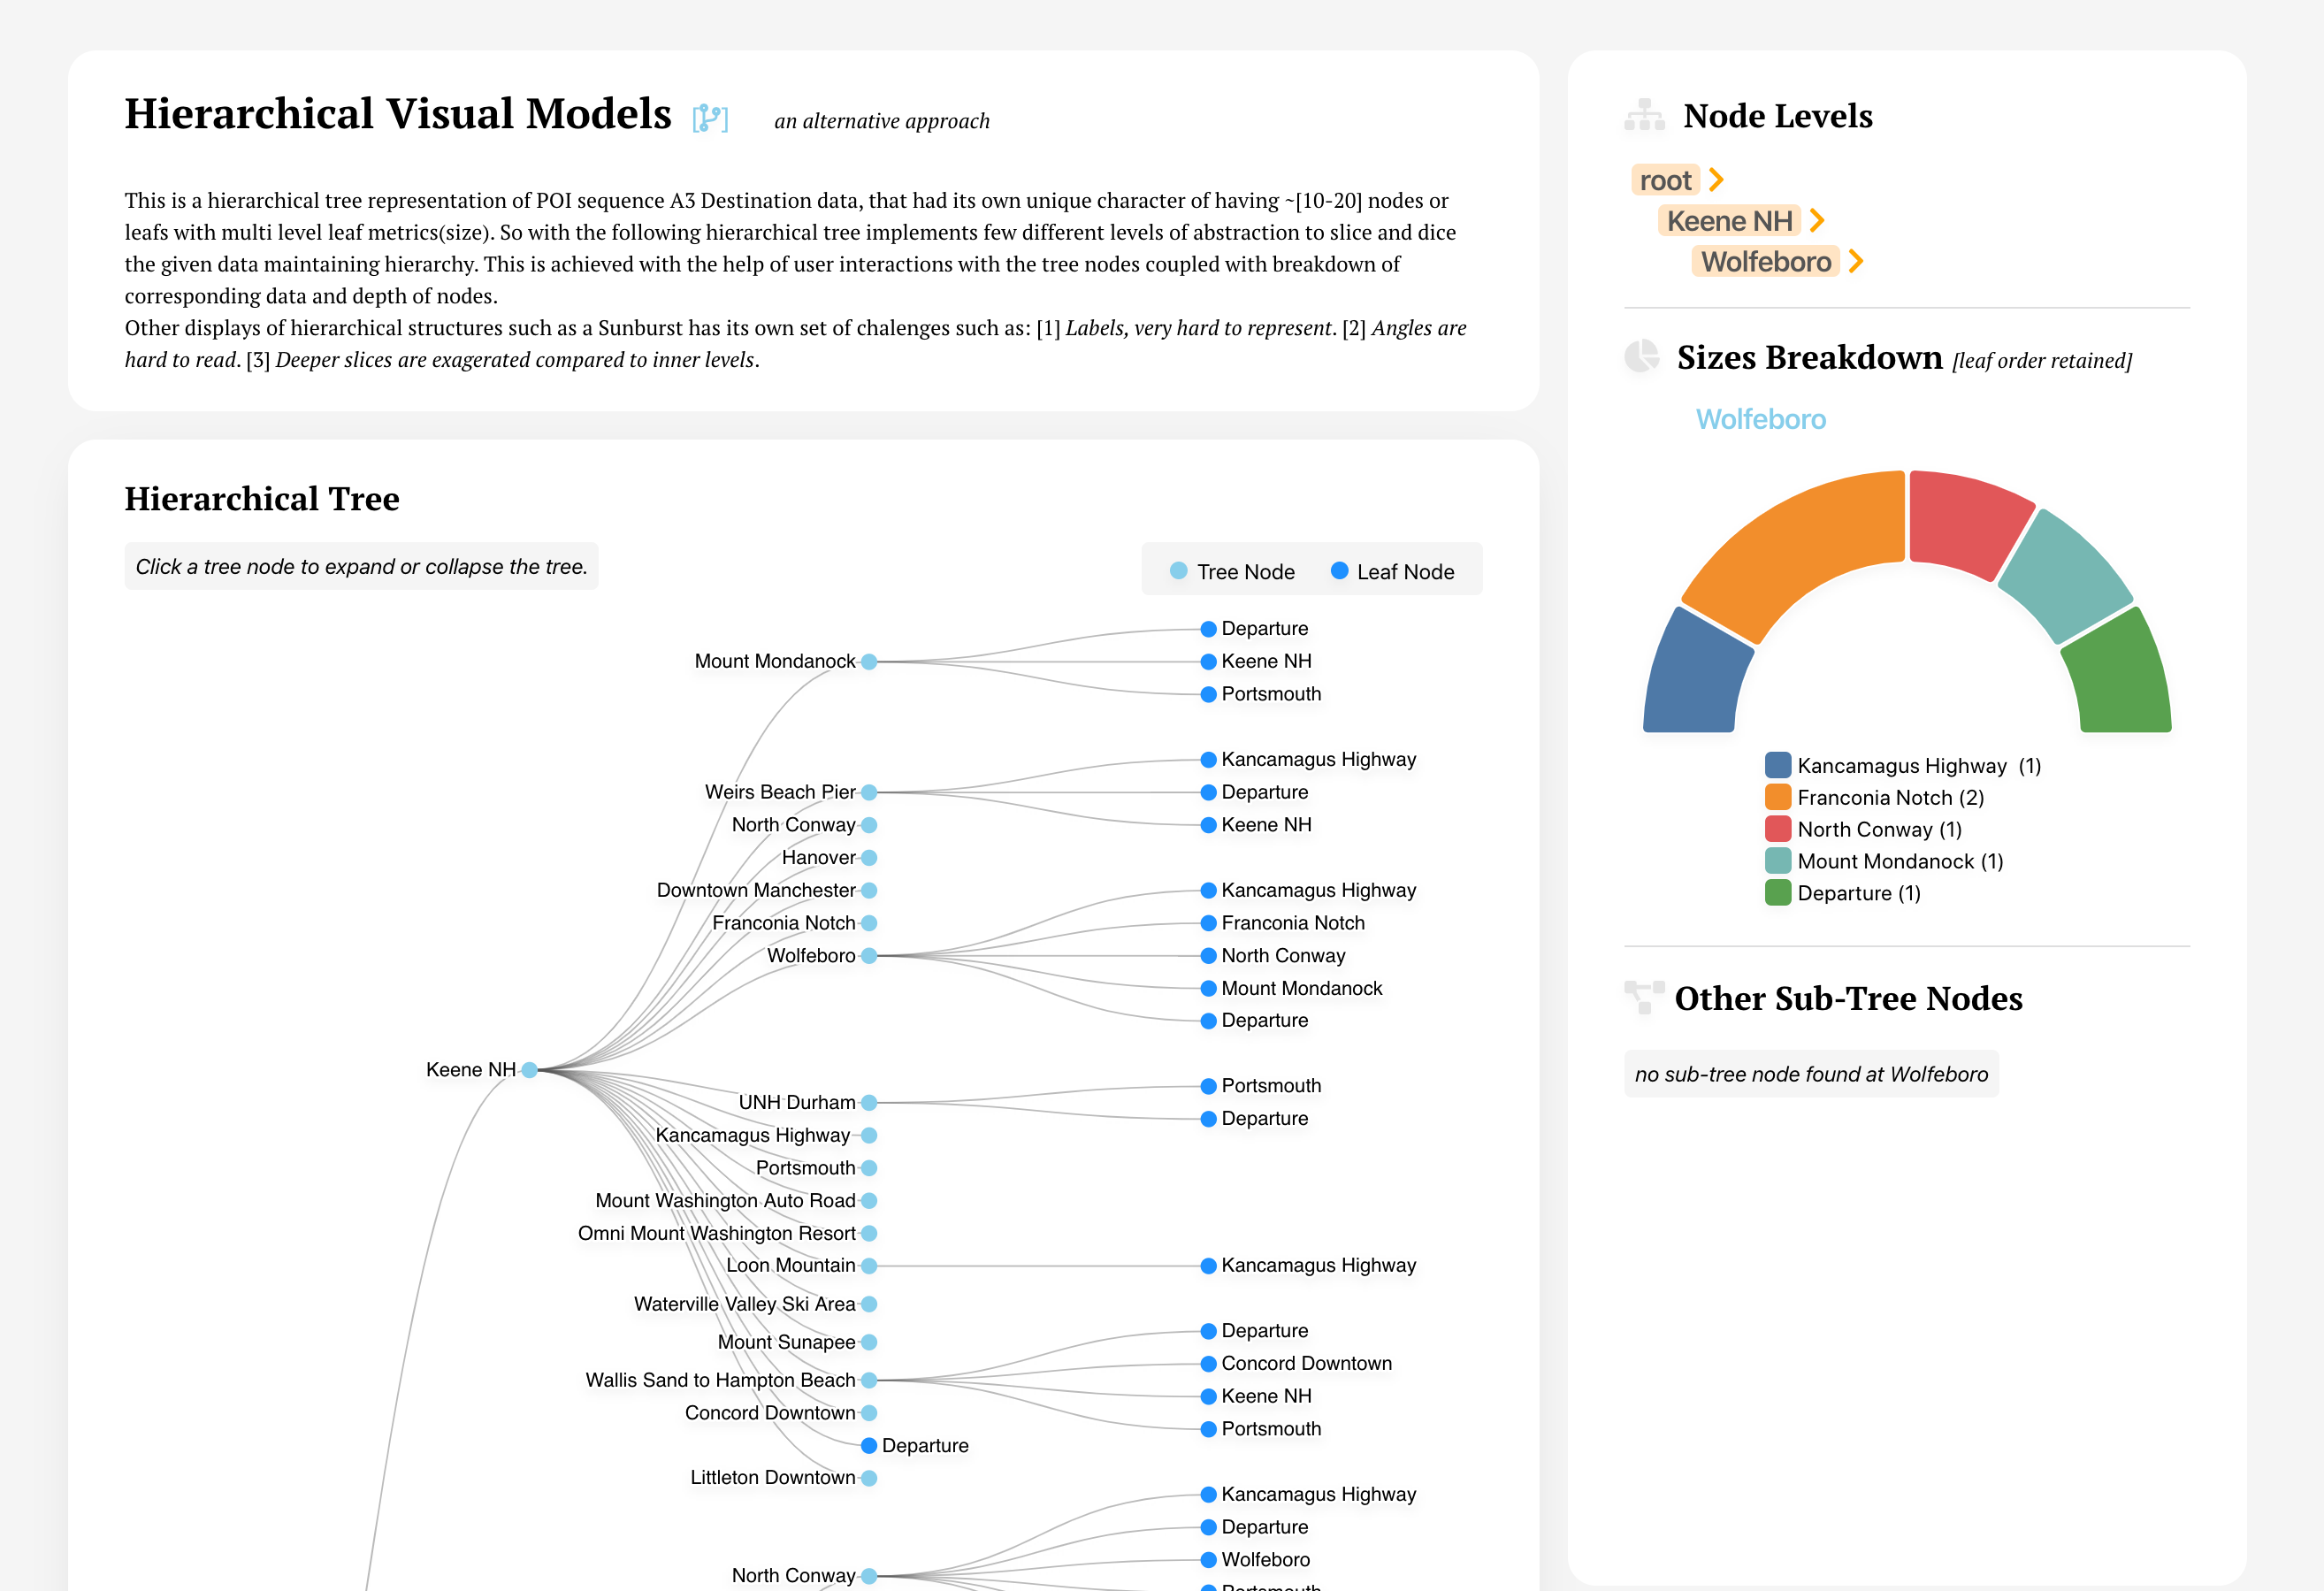 Hierarchical Visual Models
an alternative approach
This is a hierarchical tree representation of POI sequence A3 Destination data, that had its own unique character of having ~[10-20] nodes or
leafs with multi level leaf metrics(size). So with the following hierarchical tree implements few different levels of abstraction to slice and dice
the given data maintaining hierarchy. This is achieved with the help of user interactions with the tree nodes coupled with breakdown of
corresponding data and depth of nodes.
Other displays of hierarchical structures such as a Sunburst has its own set of chalenges such as: [1] Labels, very hard to represent. [2] Angles are
hard to read. [3] Deeper slices are exagerated compared to inner levels.
Hierarchical Tree
Click a tree node to expand or collapse the tree.
Tree Node
Leaf Node
Departure
Mount Mondanock
Keene NH
Portsmouth
Kancamagus Highway
Weirs Beach Pier
Departure
North Conway
Keene NH
Hanover
Downtown Manchester
Kancamagus Highway
Franconia Notch
Franconia Notch
Wolfeboro
North Conway
Mount Mondanock
Departure
Keene NH
Portsmouth
UNH Durham
Departure
Kancamagus Highway
Portsmouth
Mount Washington Auto Road
Omni Mount Washington Resort
Loon Mountain
Kancamagus Highway
Waterville Valley Ski Area
Departure
Mount Sunapee
Concord Downtown
Wallis Sand to Hampton Beach
Keene NH
Concord Downtown
Portsmouth
Departure
Littleton Downtown
Kancamagus Highway
Departure
Wolfeboro
North Conway
Portsmouth
Node Levels
root
Keene NH
Wolfeboro
Sizes Breakdown [leaf order retained]
Wolfeboro
Kancamagus Highway (1)
Franconia Notch (2)
North Conway (1)
Mount Mondanock (1)
Departure (1)
Other Sub-Tree Nodes
no sub-tree node found at Wolfeboro